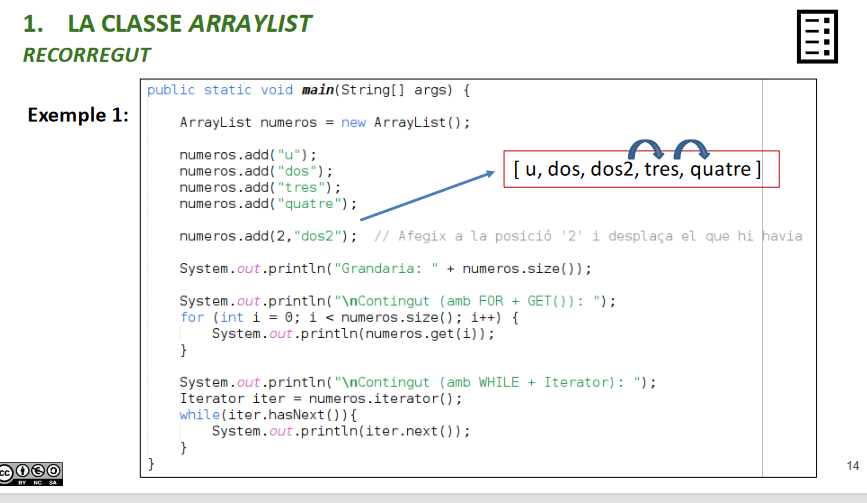 1. LA CLASSE ARRAYLIST
RECORREGUT
Exemple 1:
public static void main(String[] args) {
ArrayList numeros = new ArrayList();
numeros.add("u");
numeros.add("dos");
numeros.add("tres");
numeros.add("quatre");
[ u, dos, dos2, tres, quatre ]
numeros.add(2,"dos2"); // Afegix a la posició '2' i desplaça el que hi havia
System.out.println("Grandaria: " + numeros.size());
System.out.println("\nContingut (amb FOR + GET()): ");
for (int i = 0; i < numeros.size(); i++) {
System.out.println(numeros.get(i));
}
System.out.println("\nContingut (amb WHILE + Iterator): ");
Iterator iter = numeros.iterator();
while(iter.hasNext()){
System.out.println(iter.next());
}
}
cc BY NC SA
14